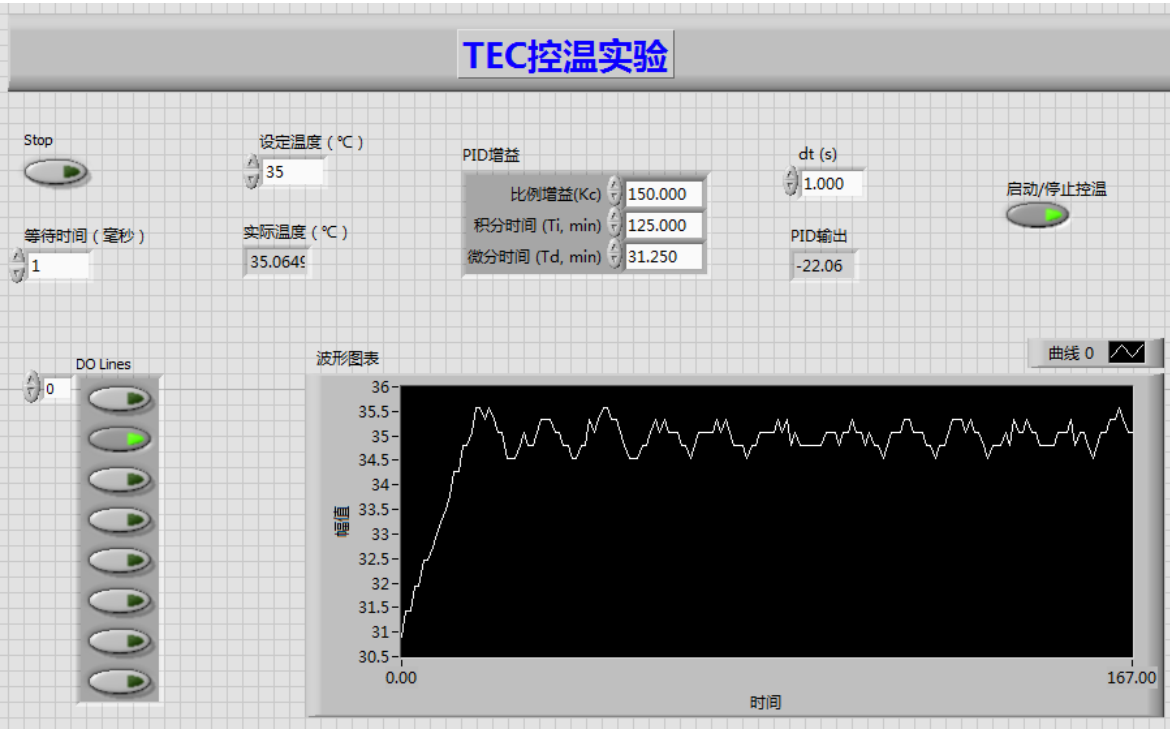 TEC控温实验
Stop
设定温度（℃）
35
PID增益
比例增益(Kc) 150.000
积分时间 (Ti, min) 125.000
微分时间 (Td, min) 31.250
dt (s)
1.000
启动/停止控温
等待时间（毫秒）
1
实际温度（℃）
35.0649
PID输出
-22.06
DO Lines
0
波形图表
曲线 0
36
35.5
35
34.5
34
33.5
33
32.5
32
31.5
31
30.5
幅值
0.00
167.00
时间